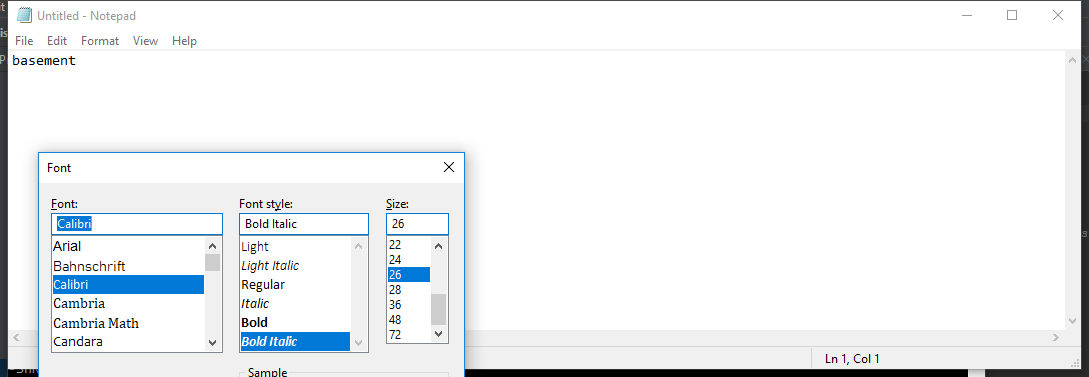 Untitled - Notepad
File Edit Format View Help
basement
Font
Font: Font style: Size:
Calibri Bold Italic 26
Arial Light 22
Bahnschrift Light Italic 24
Calibri Regular 26
Cambria Italic 28
Cambria Math Bold 36
Candara Bold Italic 48
72
Sample
Ln 1, Col 1